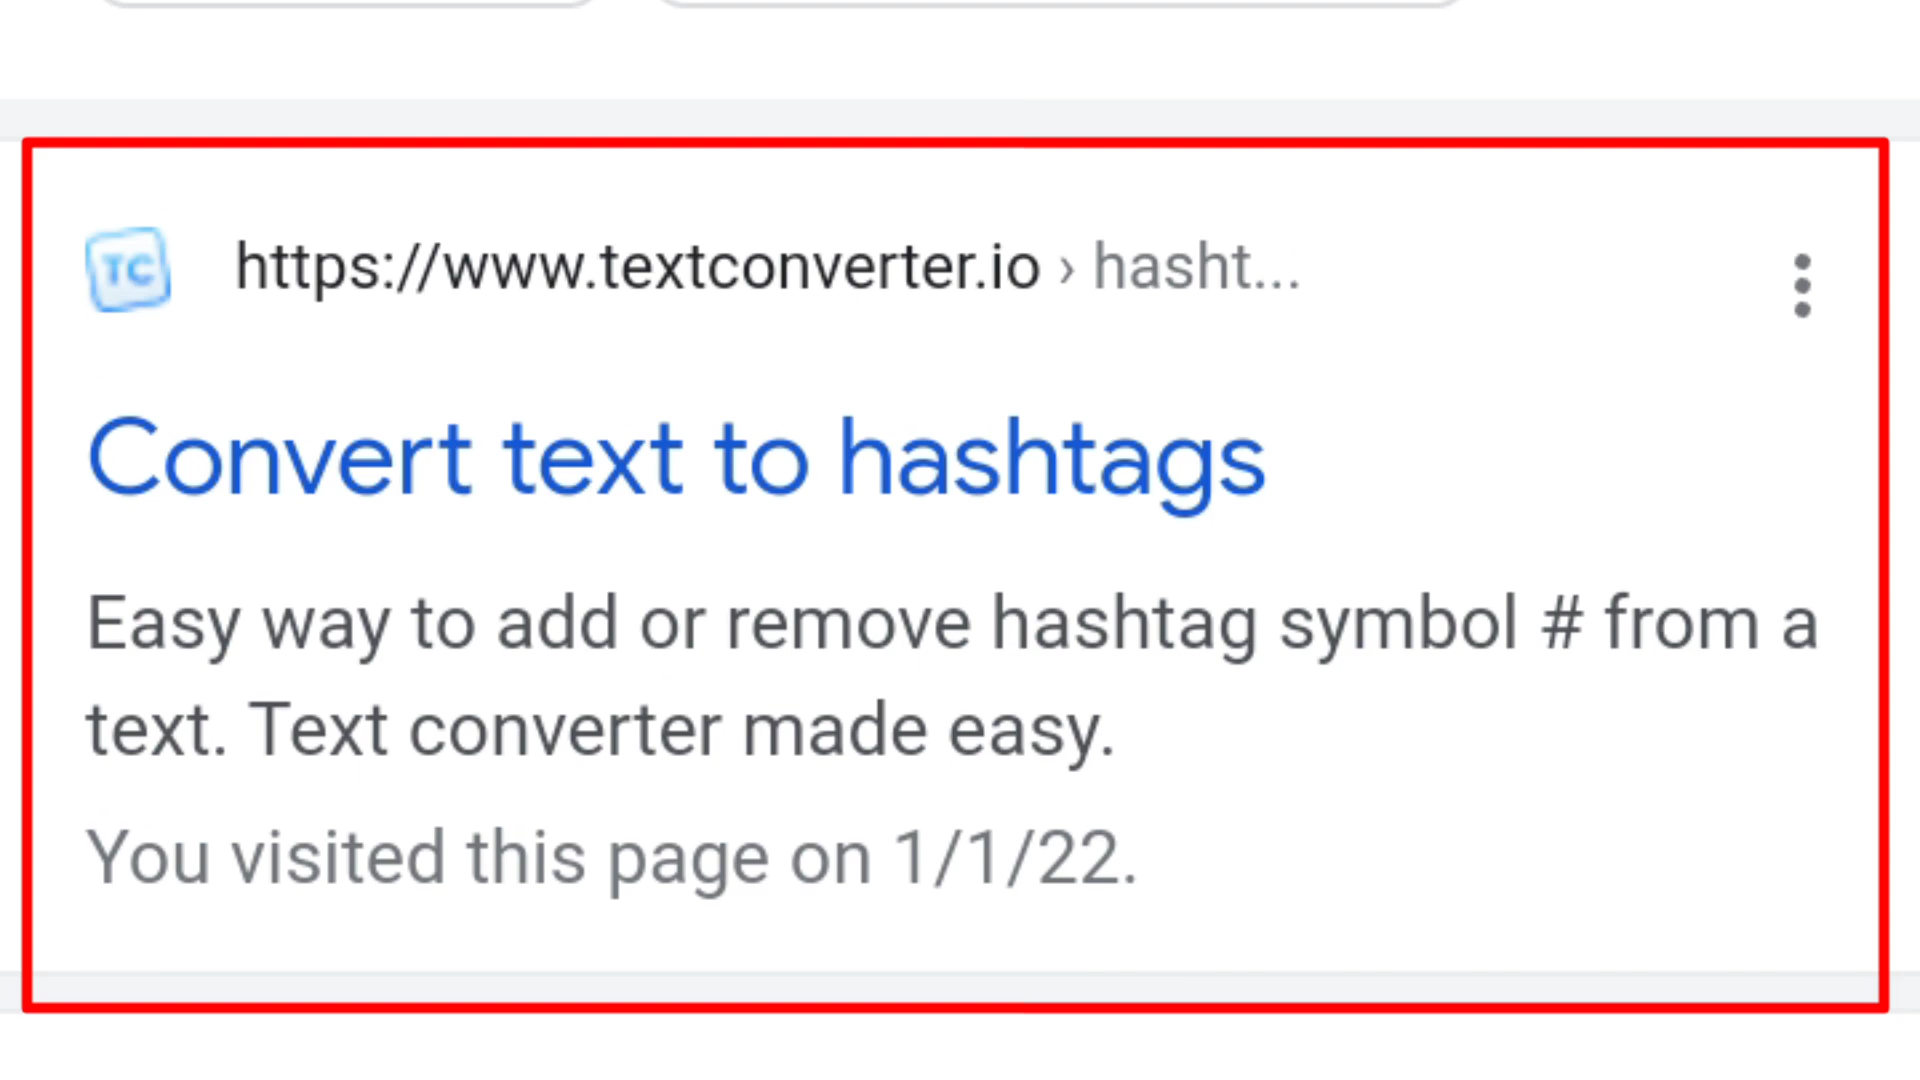 TC https://www.textconverter.io › hasht...
Convert text to hashtags
Easy way to add or remove hashtag symbol # from a
text. Text converter made easy.
You visited this page on 1/1/22.